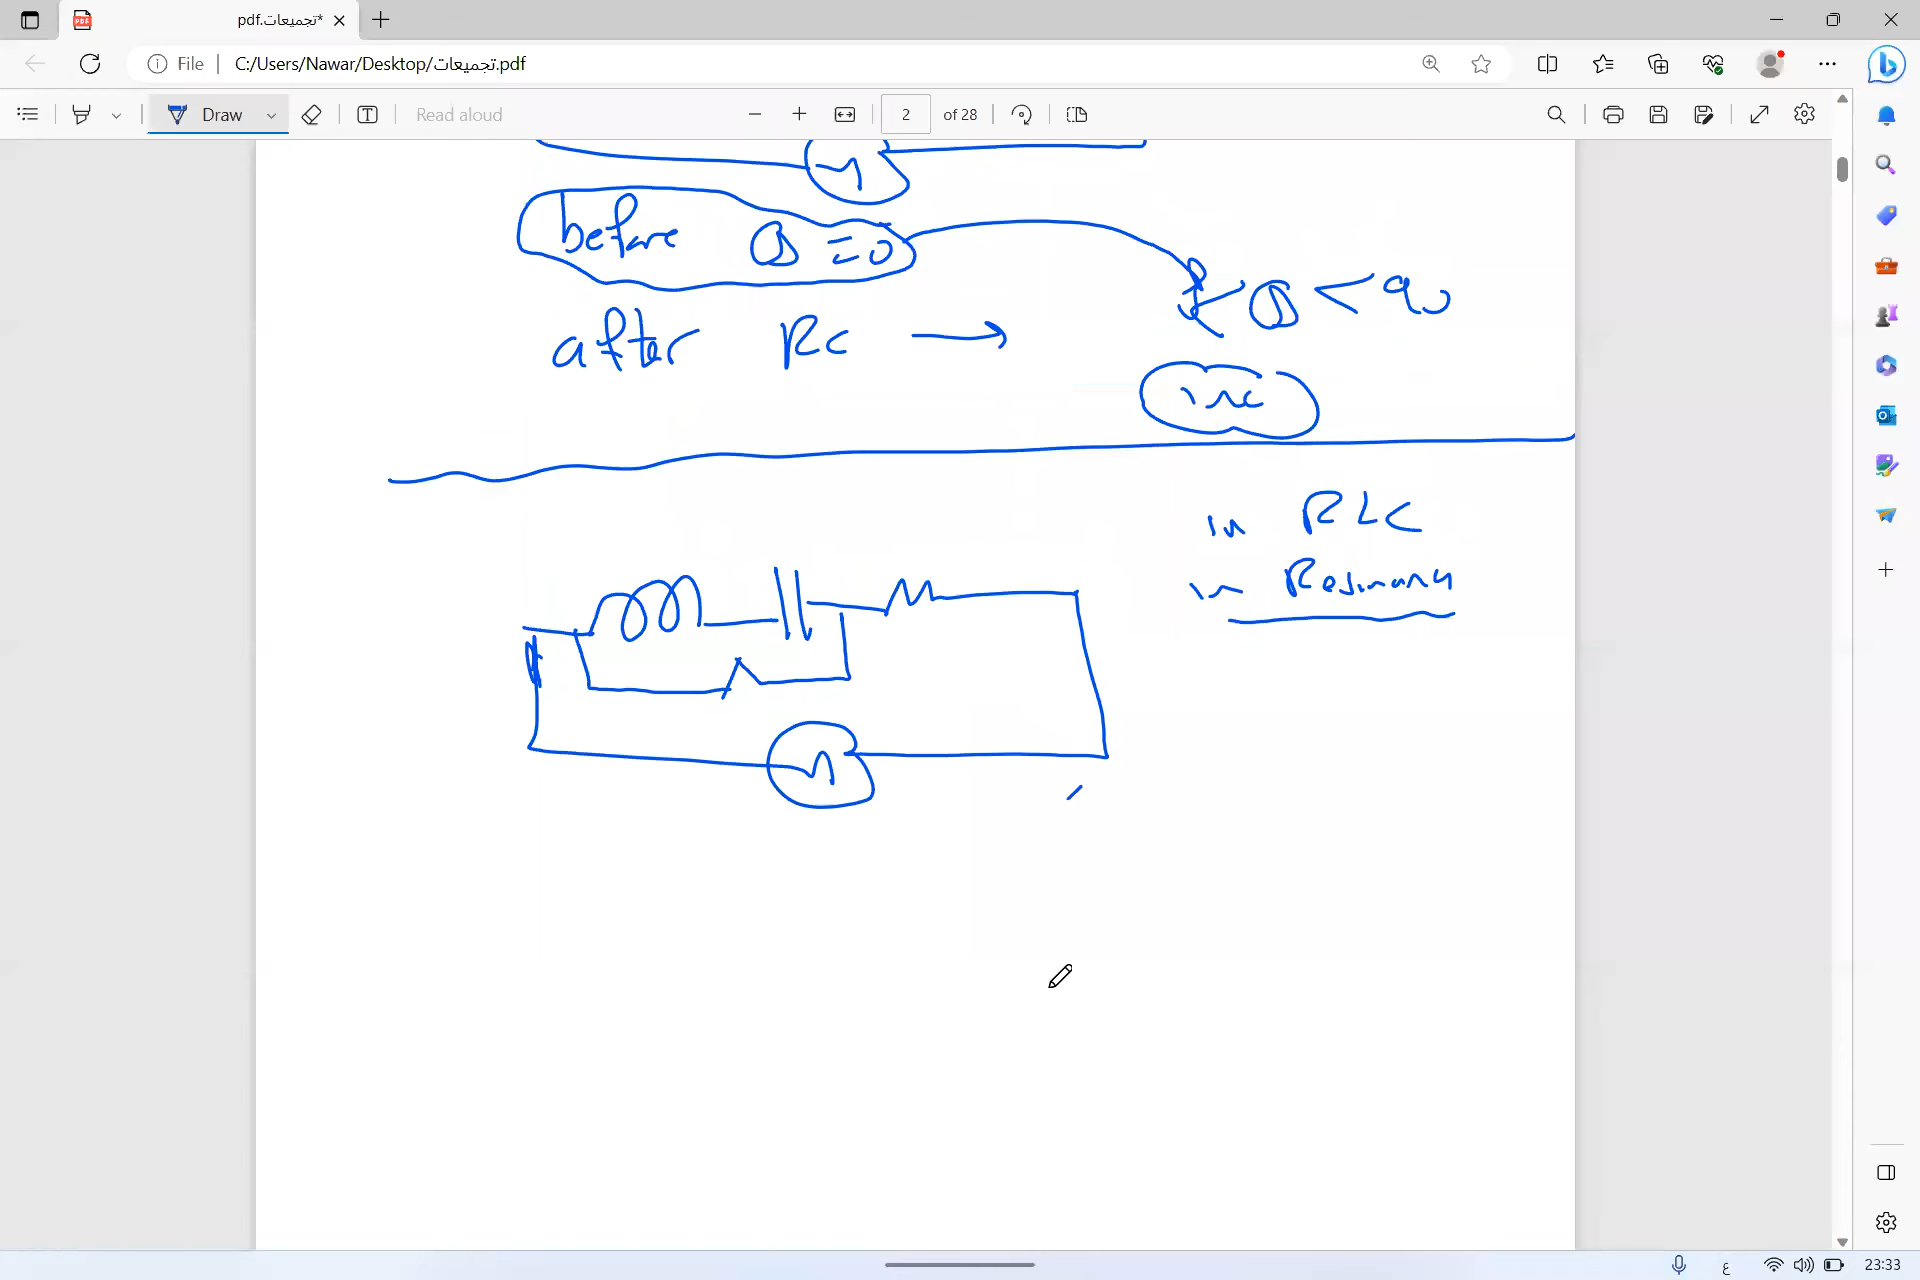 تجميعات*.pdf
File
C:/Users/Nawar/Desktop/تجميعات.pdf
Draw
Read aloud
2 of 28
before Φ = 0
Φ < 90
after RC →
inc
in RLC
in
23:33